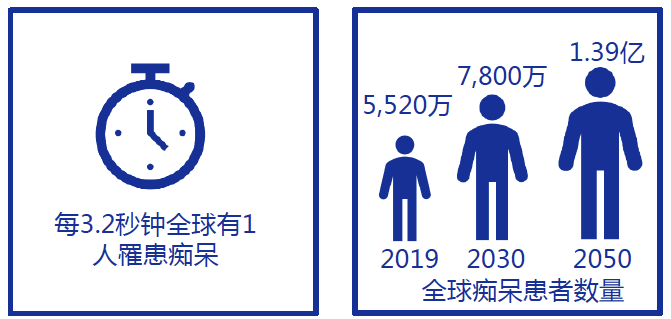 每3.2秒钟全球有1
人罹患痴呆
5,520万
7,800万
1.39亿
2019
2030
2050
全球痴呆患者数量